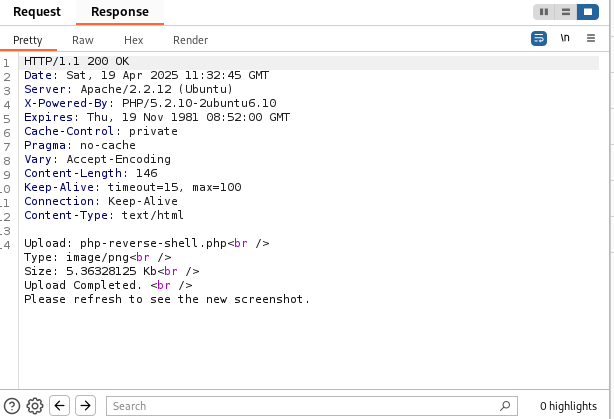 Request Response
Pretty Raw Hex Render \n
1 HTTP/1.1 200 OK
2 Date: Sat, 19 Apr 2025 11:32:45 GMT
3 Server: Apache/2.2.12 (Ubuntu)
4 X-Powered-By: PHP/5.2.10-2ubuntu6.10
5 Expires: Thu, 19 Nov 1981 08:52:00 GMT
6 Cache-Control: private
7 Pragma: no-cache
8 Vary: Accept-Encoding
9 Content-Length: 146
10 Keep-Alive: timeout=15, max=100
11 Connection: Keep-Alive
12 Content-Type: text/html
13
14 Upload: php-reverse-shell.php<br />
Type: image/png<br />
Size: 5.36328125 Kb<br />
Upload Completed. <br />
Please refresh to see the new screenshot.
Search 0 highlights